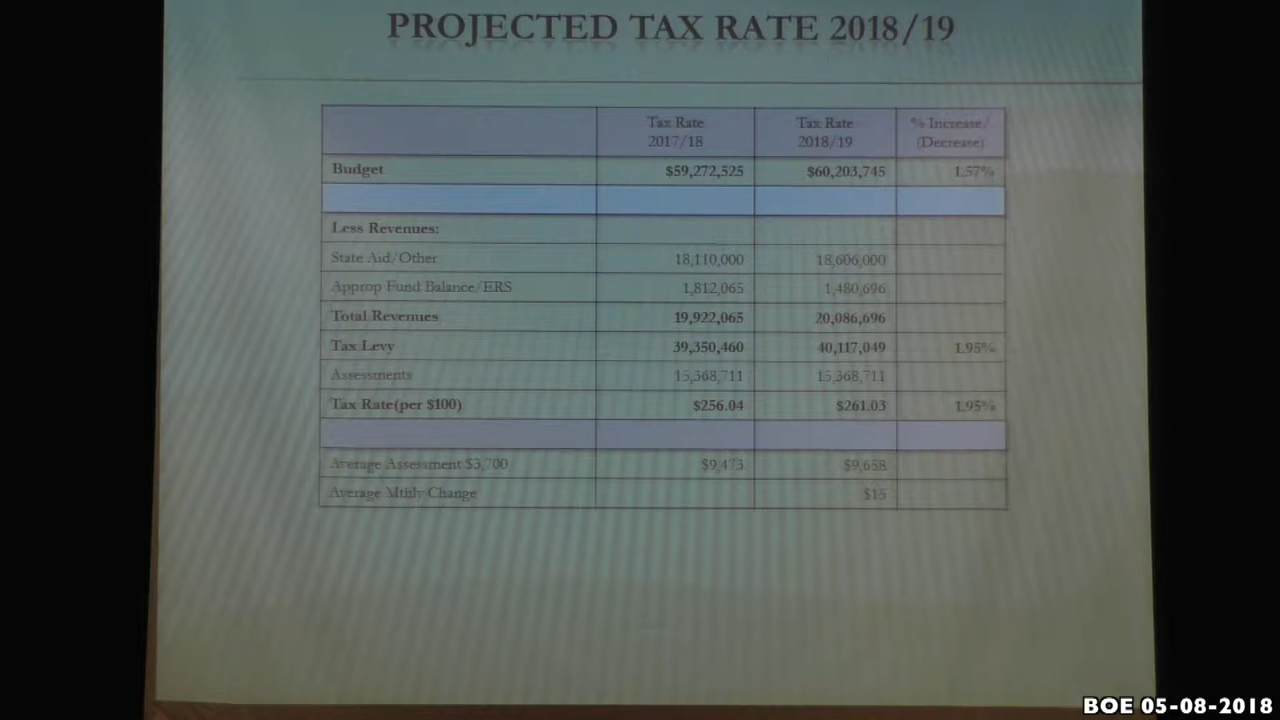 PROJECTED TAX RATE 2018/19
Tax Rate 2017/18 Tax Rate 2018/19 % Increase/ (Decrease)
Budget $59,272,525 $60,203,745 1.57%
Less Revenues:
State Aid/Other 18,110,000 18,606,000
Approp Fund Balance/ERS 1,812,065 1,480,696
Total Revenues 19,922,065 20,086,696
Tax Levy 39,350,460 40,117,049 1.95%
Assessments 15,368,711 15,368,711
Tax Rate(per $100) $256.04 $261.03 1.95%
Average Assessment $3,700 $9,473 $9,658
Average Mthly Change $15
BOE 05-08-2018